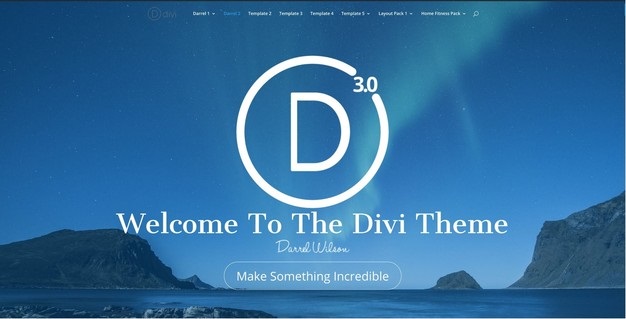 divi Darrel 1 Darrel 2 Template 2 Template 3 Template 4 Template 5 Layout Pack 1 Home Fitness Pack
3.0
D
Welcome To The Divi Theme
Darrel Wilson
Make Something Incredible